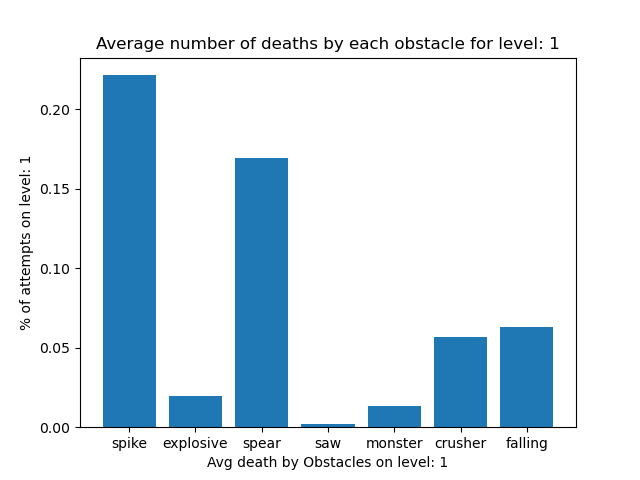 Average number of deaths by each obstacle for level: 1
% of attempts on level: 1
0.20
0.15
0.10
0.05
0.00
spike explosive spear saw monster crusher falling
Avg death by Obstacles on level: 1